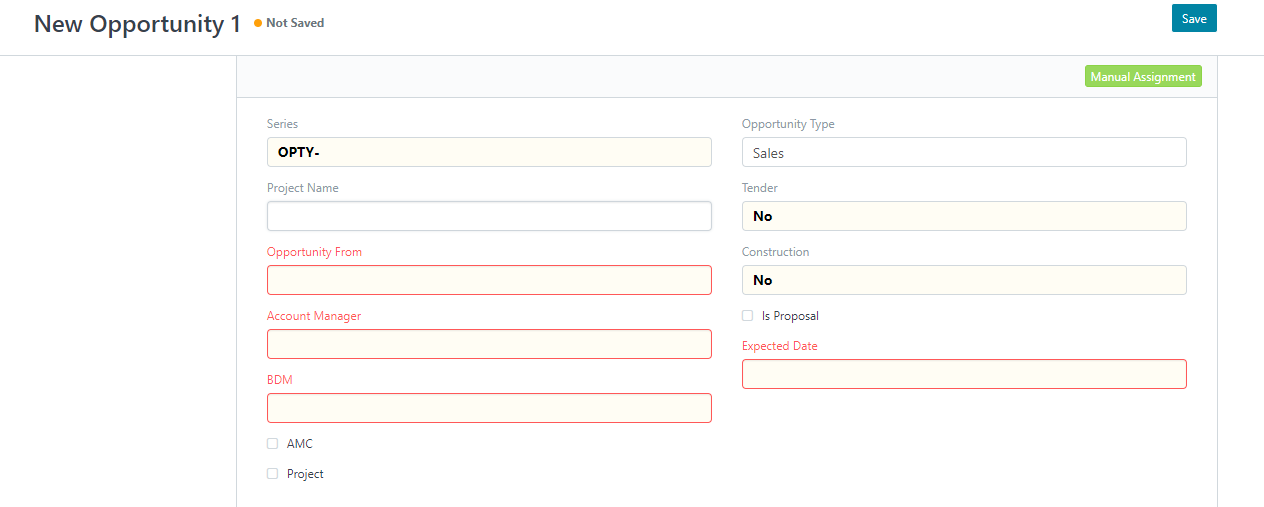 New Opportunity 1
Not Saved
Save
Manual Assignment
Series
OPTY-
Project Name
Opportunity From
Account Manager
BDM
AMC
Project
Opportunity Type
Sales
Tender
No
Construction
No
Is Proposal
Expected Date